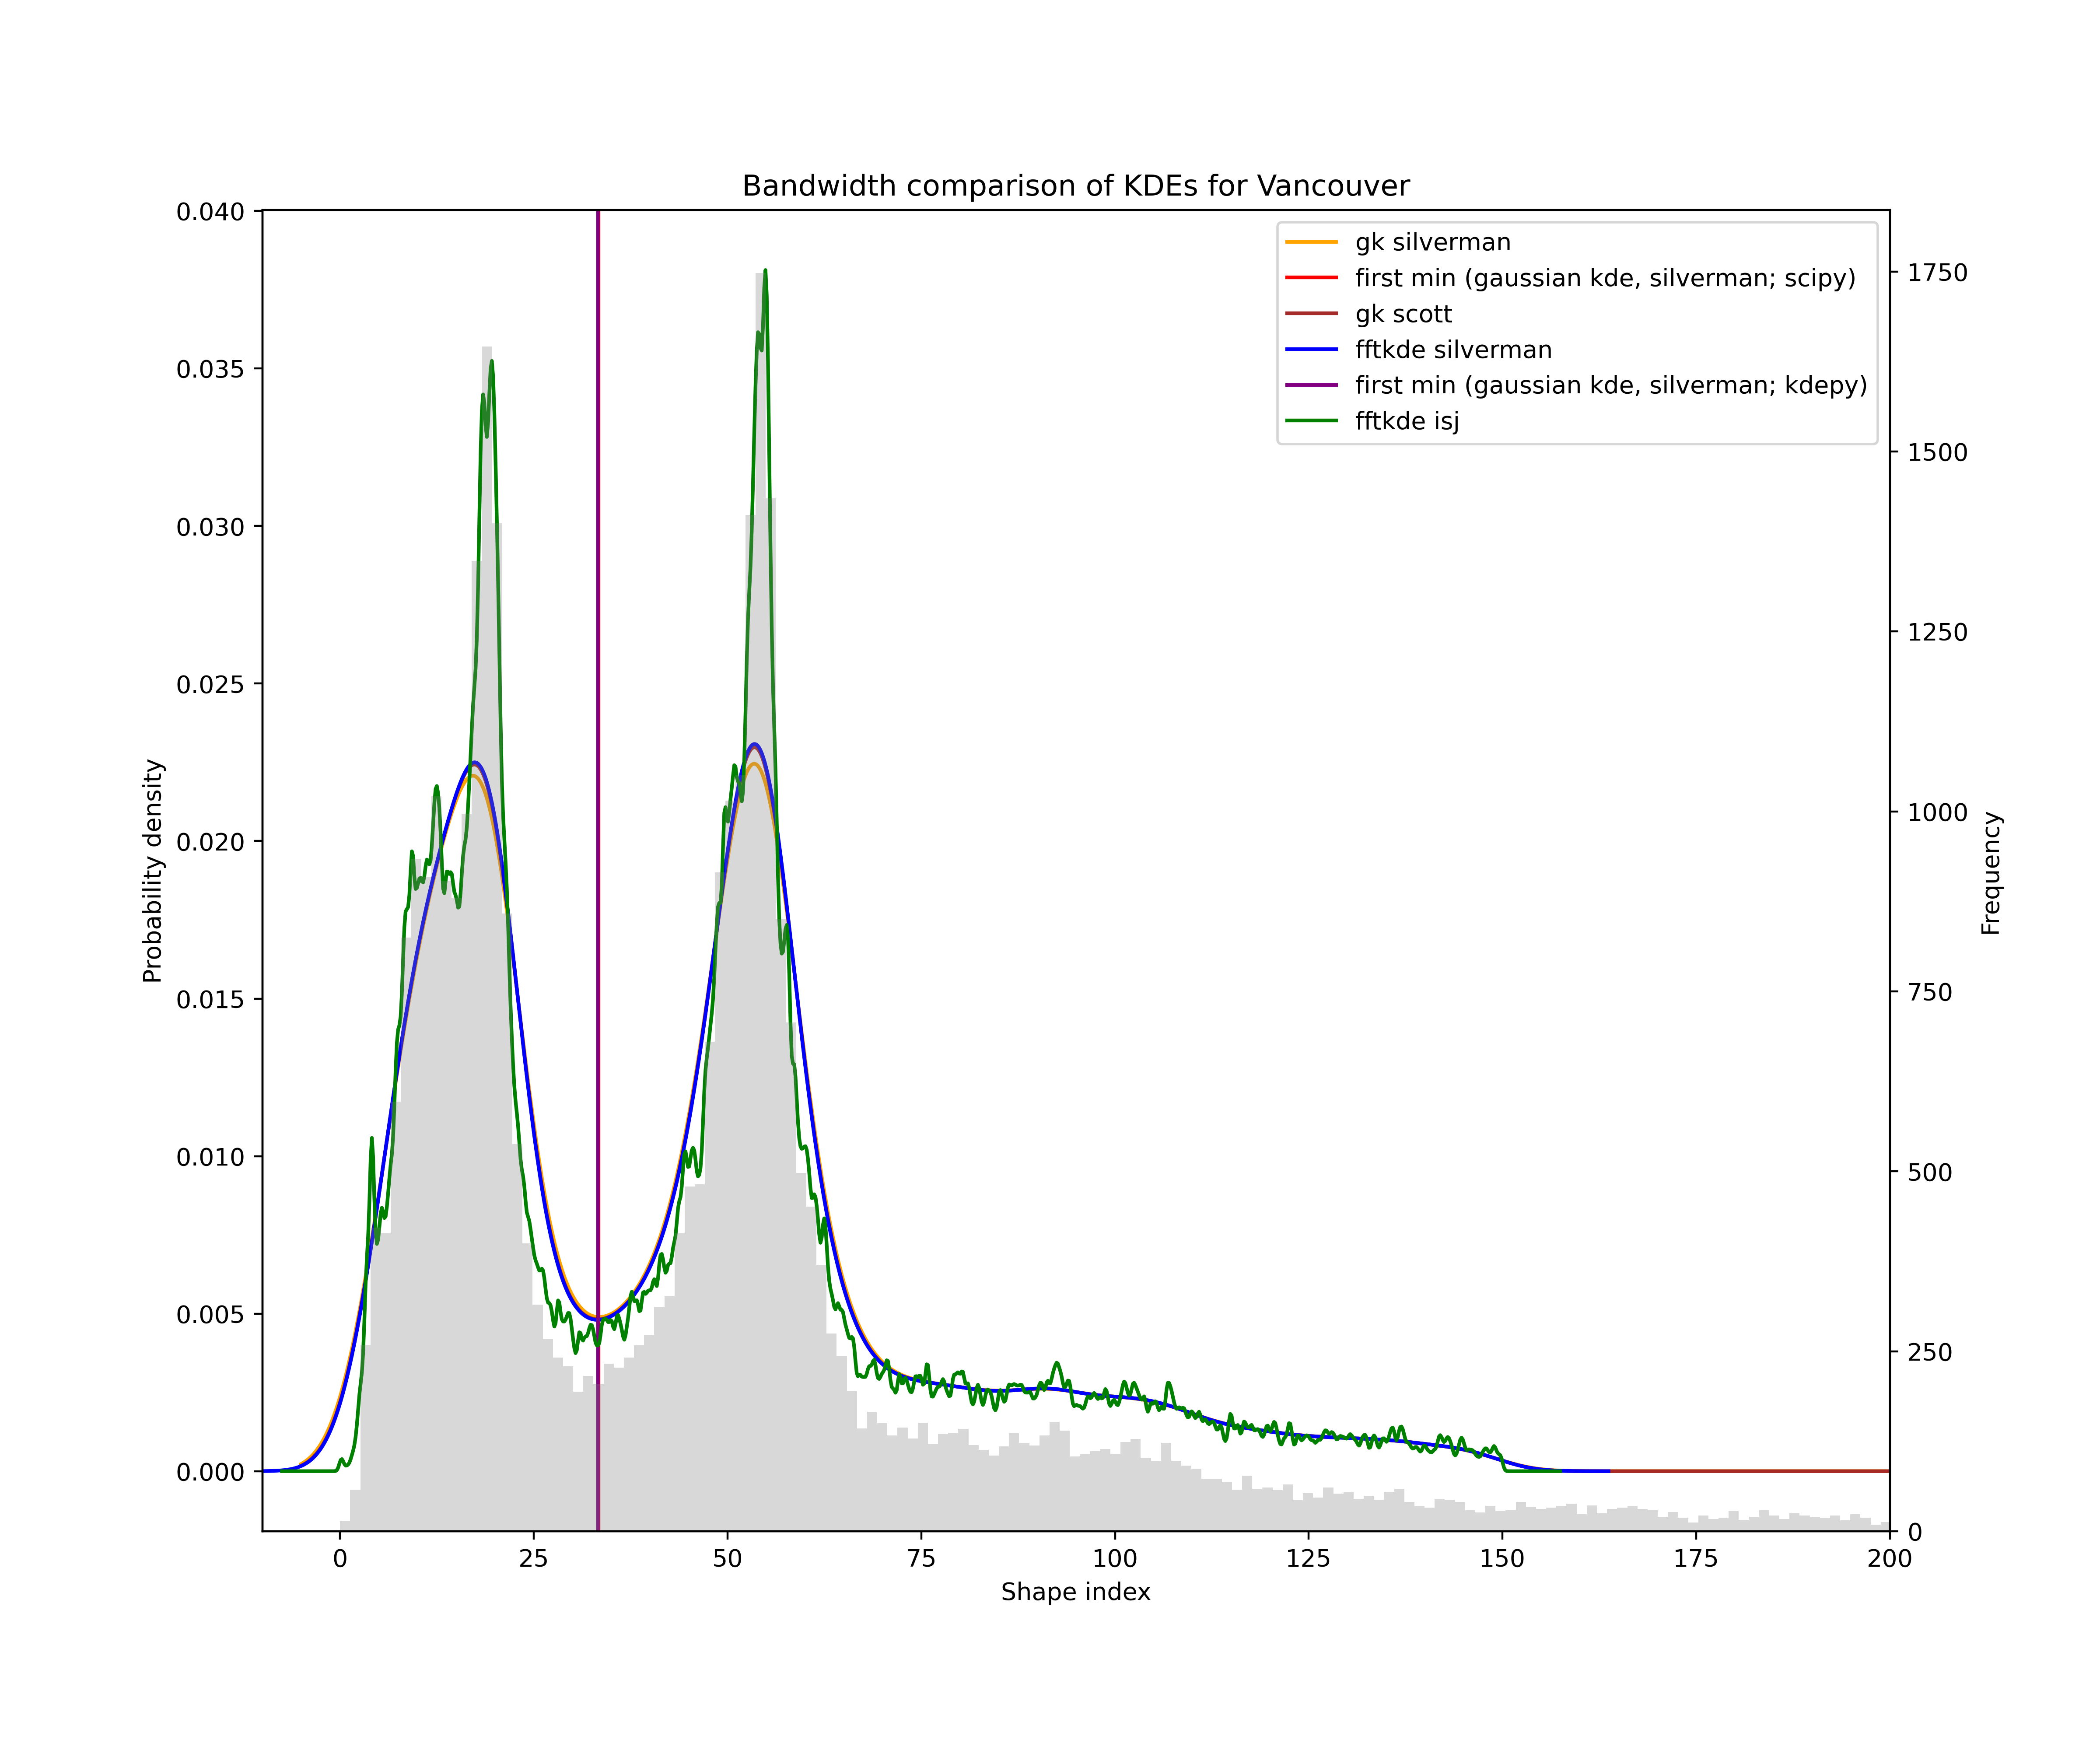 Bandwidth comparison of KDEs for Vancouver
gk silverman
first min (gaussian kde, silverman; scipy)
gk scott
fftkde silverman
first min (gaussian kde, silverman; kdepy)
fftkde isj
0.040
0.035
0.030
0.025
0.020
0.015
0.010
0.005
0.000
Probability density
1750
1500
1250
1000
750
500
250
0
Frequency
0 25 50 75 100 125 150 175 200
Shape index